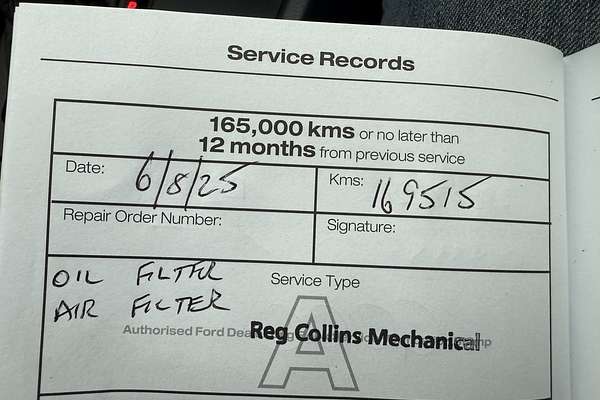 Service Records
165,000 kms or no later than
12 months from previous service
Date: 6/8/25
Kms: 169515
Repair Order Number:
Signature:
Service Type
OIL FILTER
AIR FILTER
A
Authorised Ford Dea
Reg Collins Mechanical